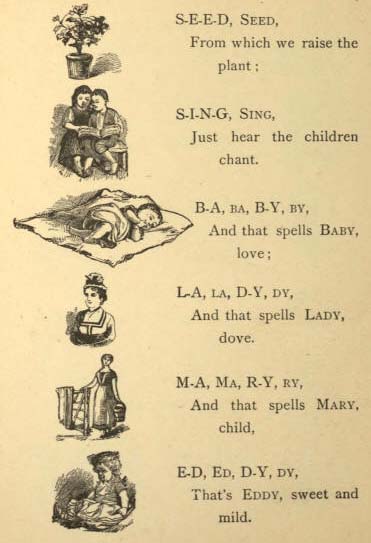 S-E-E-D, SEED,
From which we raise the
plant;
S-I-N-G, SING,
Just hear the children
chant.
B-A, BA, B-Y, BY,
And that spells BABY,
love;
L-A, LA, D-Y, DY,
And that spells LADY,
dove.
M-A, MA, R-Y, RY,
And that spells MARY,
child,
E-D, ED, D-Y, DY,
That's EDDY, sweet and
mild.